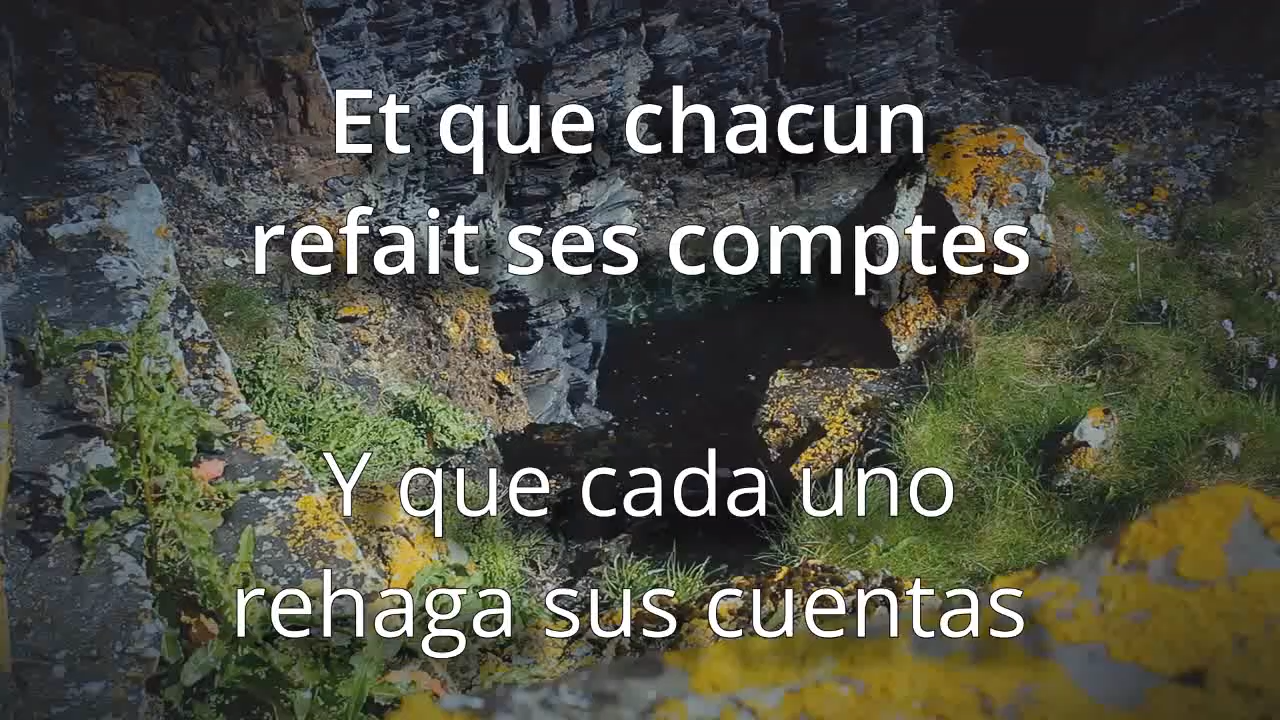 Et que chacun
refait ses comptes
Y que cada uno
rehaga sus cuentas